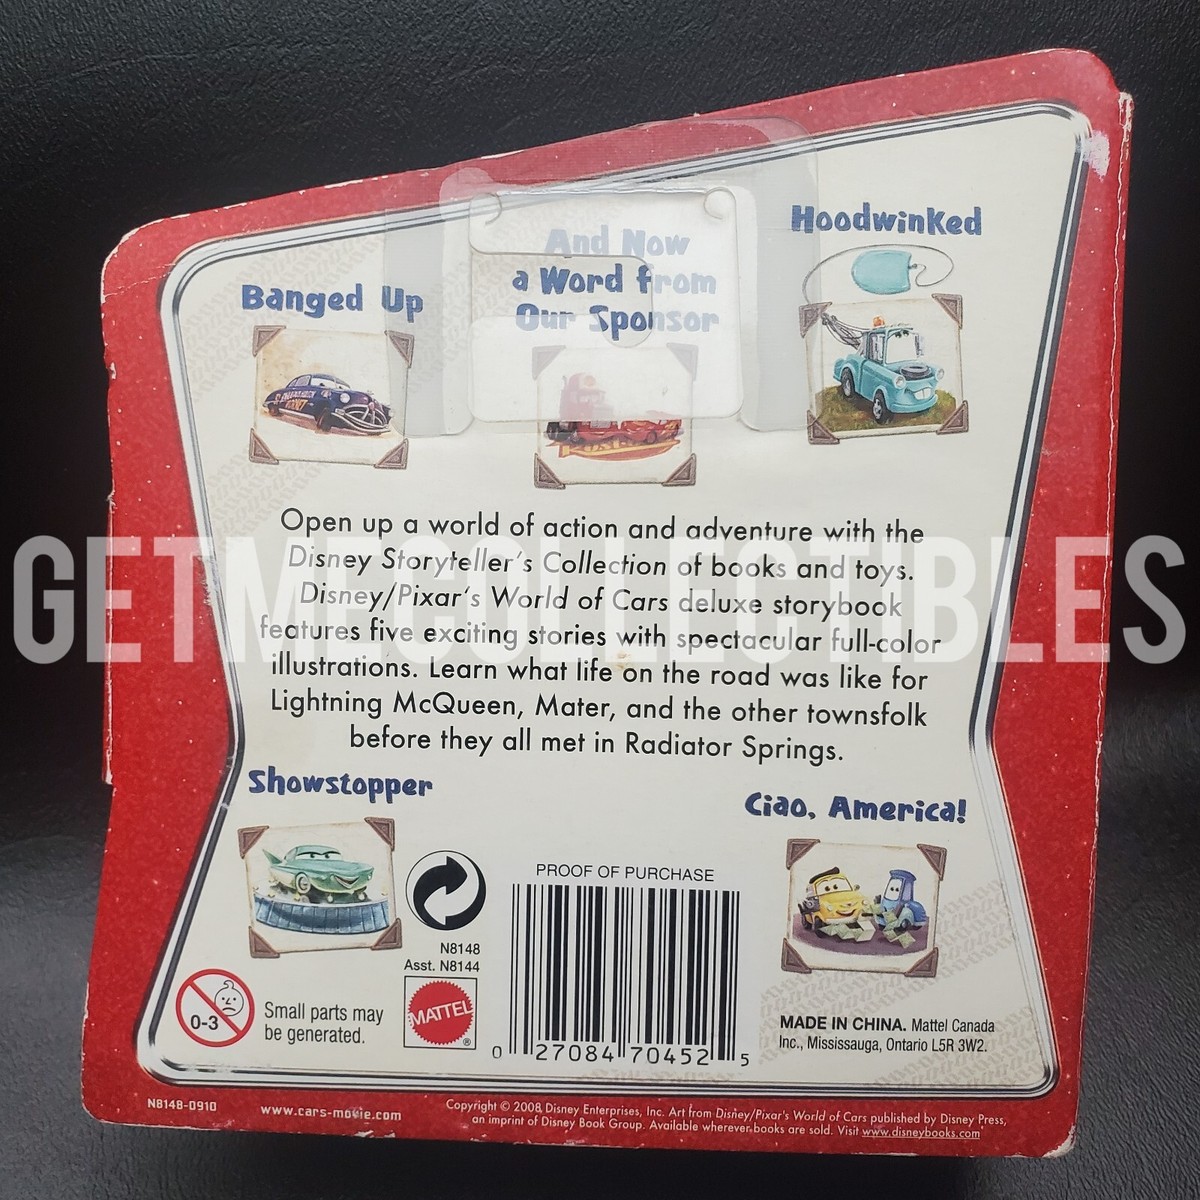 Hoodwinked
And Now
a Word from
Our Sponsor
Banged Up
Open up a world of action and adventure with the
Disney Storyteller's Collection of books and toys.
Disney/Pixar's World of Cars deluxe storybook
GETMECOLLECTIBLES
features five exciting stories with spectacular full-color
illustrations. Learn what life on the road was like for
Lightning McQueen, Mater, and the other townsfolk
before they all met in Radiator Springs.
Showstopper
Ciao, America!
PROOF OF PURCHASE
N8148
Asst. N8144
0-3
Small parts may
be generated.
MATTEL
®
0 27084 70452 5
MADE IN CHINA. Mattel Canada
Inc., Mississauga, Ontario L5R 3W2.
N8148-0910
www.cars-movie.com
Copyright © 2008 Disney Enterprises, Inc. Art from Disney/Pixar's World of Cars published by Disney Press,
an imprint of Disney Book Group. Available wherever books are sold. Visit www.disneybooks.com